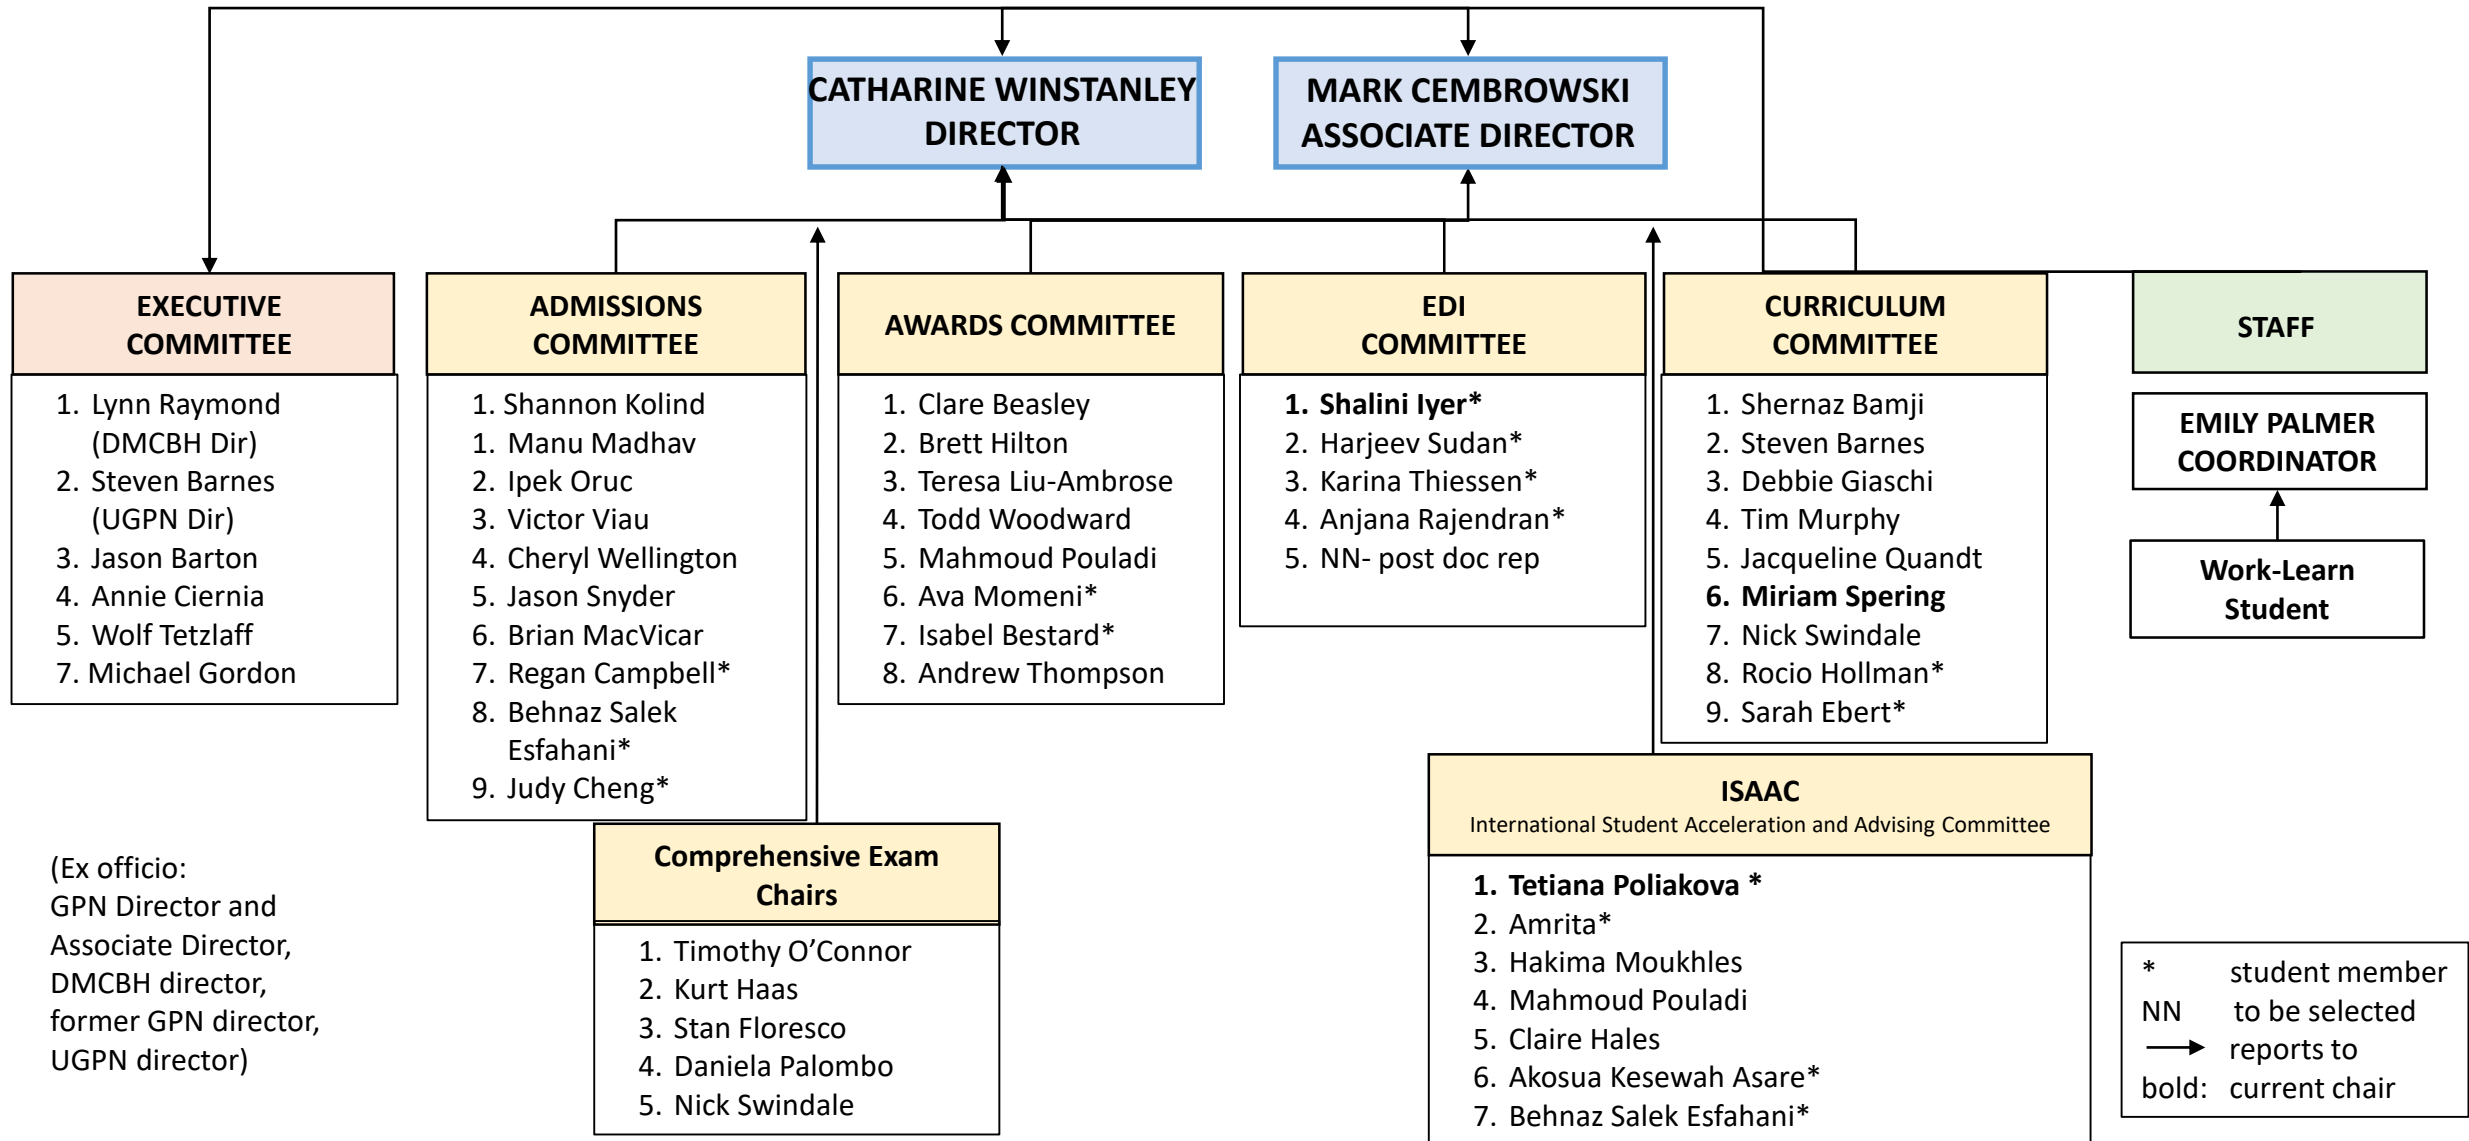 CATHARINE WINSTANLEY
DIRECTOR
MARK CEMBROWSKI
ASSOCIATE DIRECTOR
EXECUTIVE
COMMITTEE
1. Lynn Raymond
(DMCBH Dir)
2. Steven Barnes
(UGPN Dir)
3. Jason Barton
4. Annie Ciernia
5. Wolf Tetzlaff
7. Michael Gordon
(Ex officio:
GPN Director and
Associate Director,
DMCBH director,
former GPN director,
UGPN director)
ADMISSIONS
COMMITTEE
1. Shannon Kolind
1. Manu Madhav
2. Ipek Oruc
3. Victor Viau
4. Cheryl Wellington
5. Jason Snyder
6. Brian MacVicar
7. Regan Campbell*
8. Behnaz Salek
Esfahani*
9. Judy Cheng*
Comprehensive Exam
Chairs
1. Timothy O’Connor
2. Kurt Haas
3. Stan Floresco
4. Daniela Palombo
5. Nick Swindale
AWARDS COMMITTEE
1. Clare Beasley
2. Brett Hilton
3. Teresa Liu-Ambrose
4. Todd Woodward
5. Mahmoud Pouladi
6. Ava Momeni*
7. Isabel Bestard*
8. Andrew Thompson
EDI
COMMITTEE
1. Shalini Iyer*
2. Harjeev Sudan*
3. Karina Thiessen*
4. Anjana Rajendran*
5. NN- post doc rep
CURRICULUM
COMMITTEE
1. Shernaz Bamji
2. Steven Barnes
3. Debbie Giaschi
4. Tim Murphy
5. Jacqueline Quandt
6. Miriam Spering
7. Nick Swindale
8. Rocio Hollman*
9. Sarah Ebert*
ISAAC
International Student Acceleration and Advising Committee
1. Tetiana Poliakova *
2. Amrita*
3. Hakima Moukhles
4. Mahmoud Pouladi
5. Claire Hales
6. Akosua Kesewah Asare*
7. Behnaz Salek Esfahani*
STAFF
EMILY PALMER
COORDINATOR
Work-Learn
Student
* student member
NN to be selected
reports to
bold: current chair